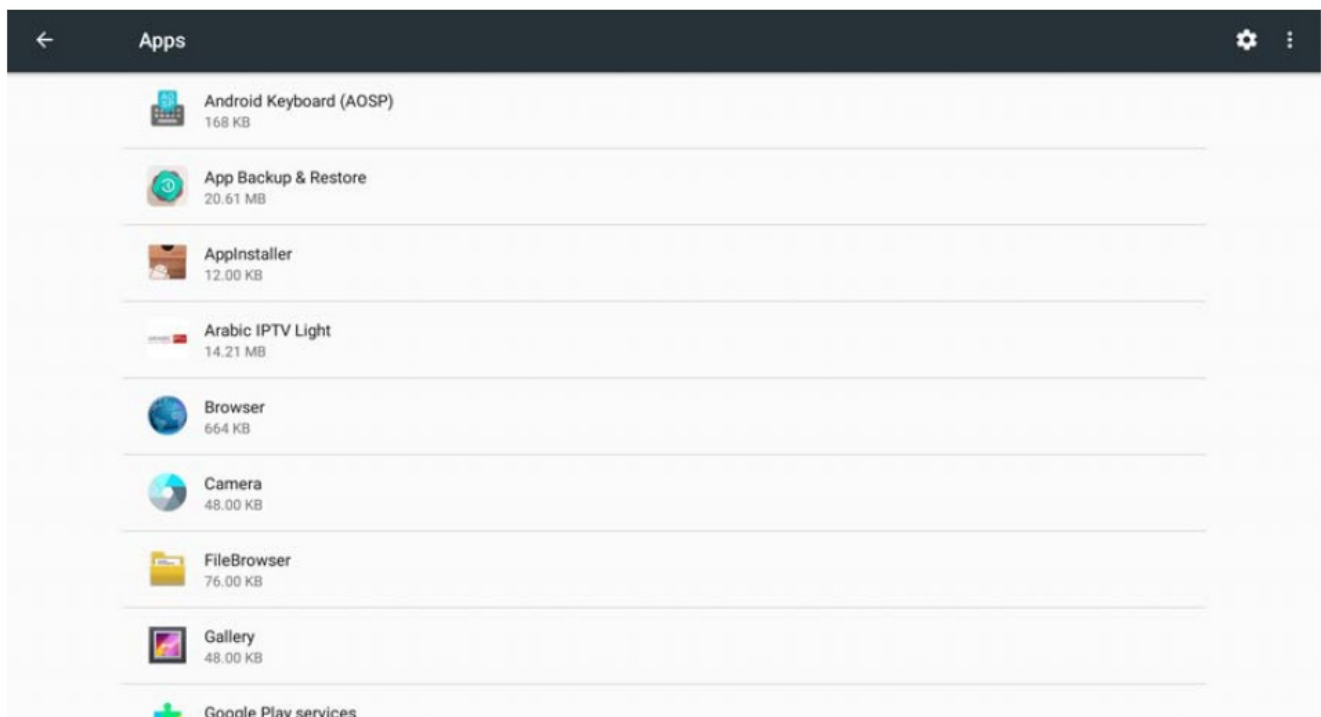 Apps
Android Keyboard (AOSP)
168 KB
App Backup & Restore
20.61 MB
AppInstaller
12.00 KB
Arabic IPTV Light
14.21 MB
Browser
664 KB
Camera
48.00 KB
FileBrowser
76.00 KB
Gallery
48.00 KB
Google Play services